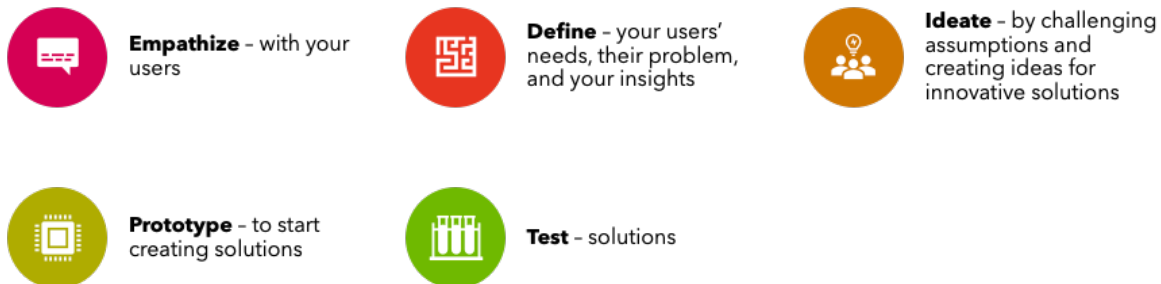 Empathize – with your
users
Define – your users’
needs, their problem,
and your insights
Ideate – by challenging
assumptions and
creating ideas for
innovative solutions
Prototype – to start
creating solutions
Test – solutions